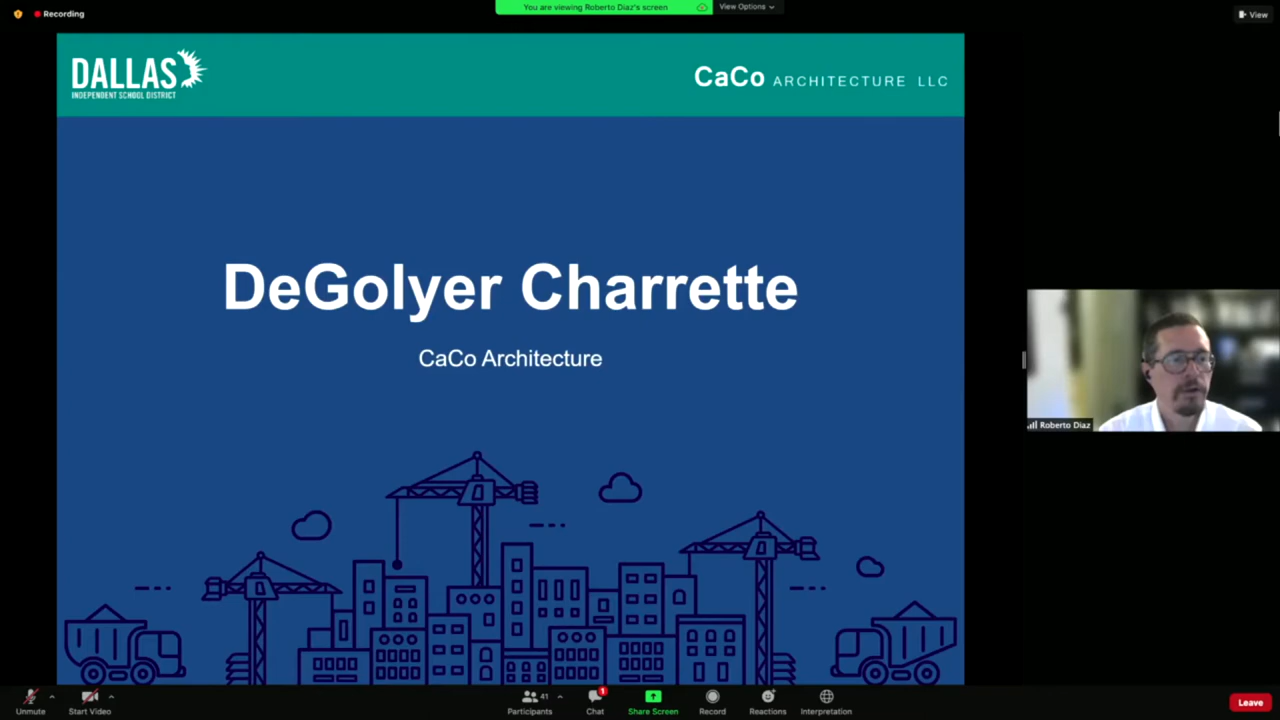 Recording
You are viewing Roberto Diaz's screen
View Options
View
DALLAS
INDEPENDENT SCHOOL DISTRICT
CaCo ARCHITECTURE LLC
DeGolyer Charrette
CaCo Architecture
Roberto Diaz
Unmute
Start Video
41
Participants
1
Chat
Share Screen
Record
Reactions
Interpretation
Leave